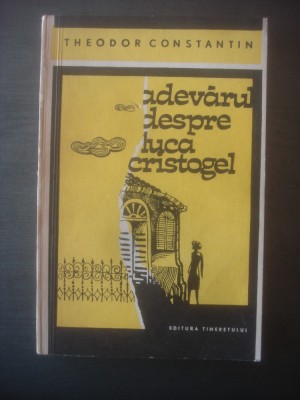 THEODOR CONSTANTIN
adevărul
despre
luca
cristogel
EDITURA TINERETULUI